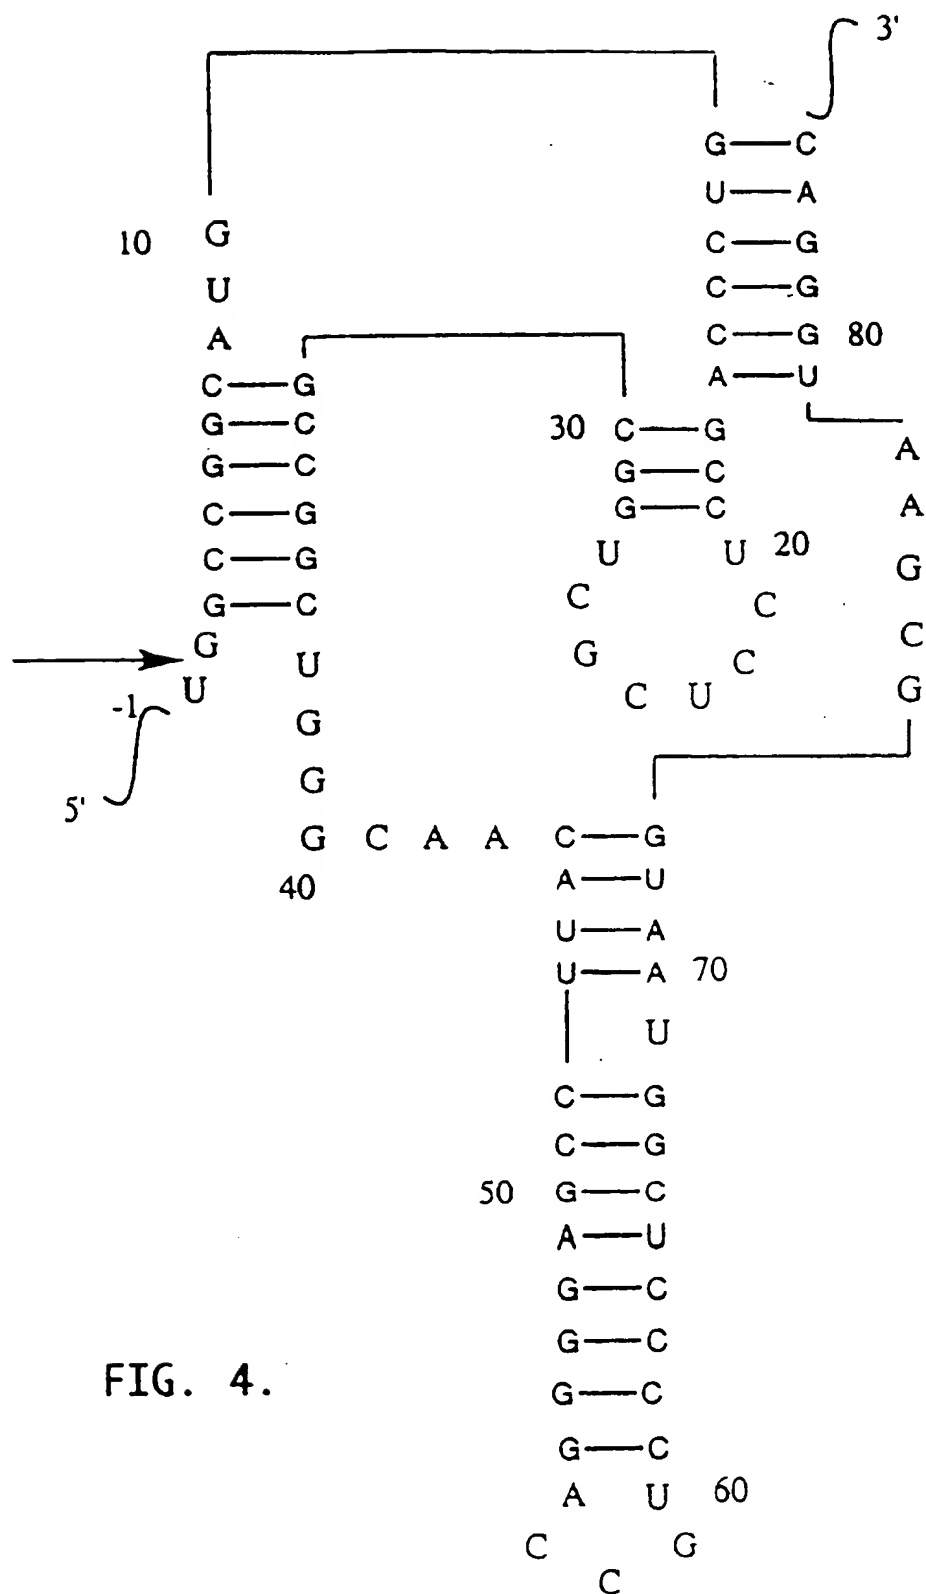 3'
G C
U A
C G
C G
C G 80
A U
10 G
U
A
C G
G C
G C
C G
C G
G C
G U
U G
-1
5'
G
G C A A
40
30 C G
G C
G C
U U 20
C C
G C
C U
A
A
G
C
G
C G
A U
U A
U A 70
U
C G
C G
50 G C
A U
G C
G C
G C
G C
A U 60
C G
C
FIG. 4.